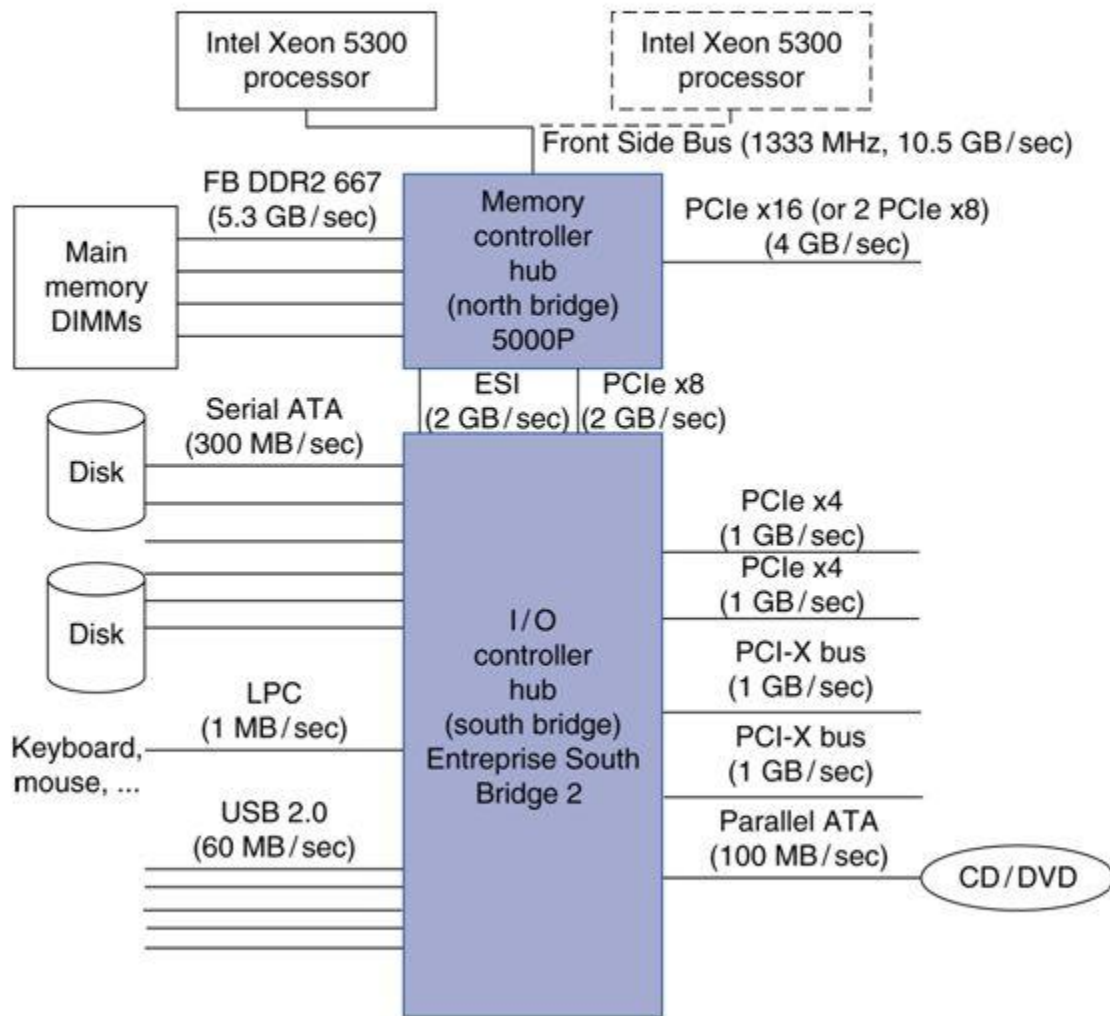 Intel Xeon 5300
processor
Intel Xeon 5300
processor
Front Side Bus (1333 MHz, 10.5 GB/sec)
FB DDR2 667
(5.3 GB/sec)
Main
memory
DIMMs
Memory
controller
hub
(north bridge)
5000P
PCIe x16 (or 2 PCIe x8)
(4 GB/sec)
ESI
(2 GB/sec)
PCIe x8
(2 GB/sec)
Serial ATA
(300 MB/sec)
Disk
Disk
LPC
(1 MB/sec)
Keyboard,
mouse, ...
USB 2.0
(60 MB/sec)
I/O
controller
hub
(south bridge)
Entreprise South
Bridge 2
PCIe x4
(1 GB/sec)
PCIe x4
(1 GB/sec)
PCI-X bus
(1 GB/sec)
PCI-X bus
(1 GB/sec)
Parallel ATA
(100 MB/sec)
CD/DVD